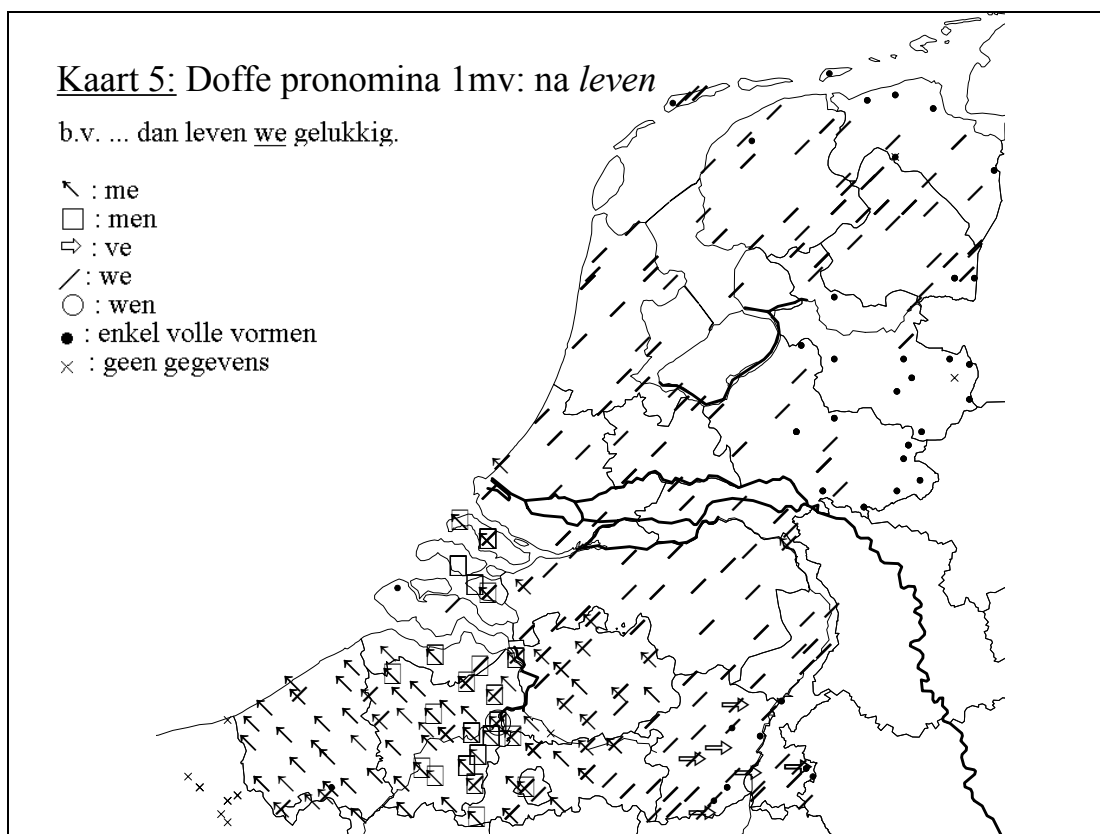 Kaart 5: Doffe pronomina 1mv: na leven
b.v. ... dan leven we gelukkig.
: me
: men
: ve
: we
: wen
: enkel volle vormen
: geen gegevens